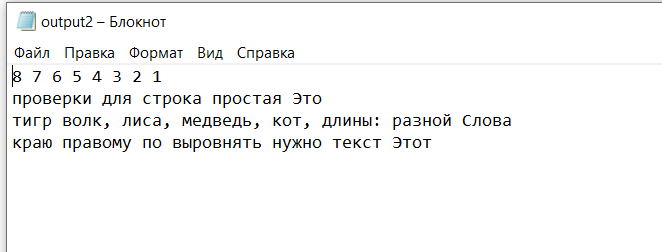 output2 – Блокнот
Файл Правка Формат Вид Справка
8 7 6 5 4 3 2 1
проверки для строка простая Это
тигр волк, лиса, медведь, кот, длины: разной Слова
краю правому по выровнять нужно текст Этот